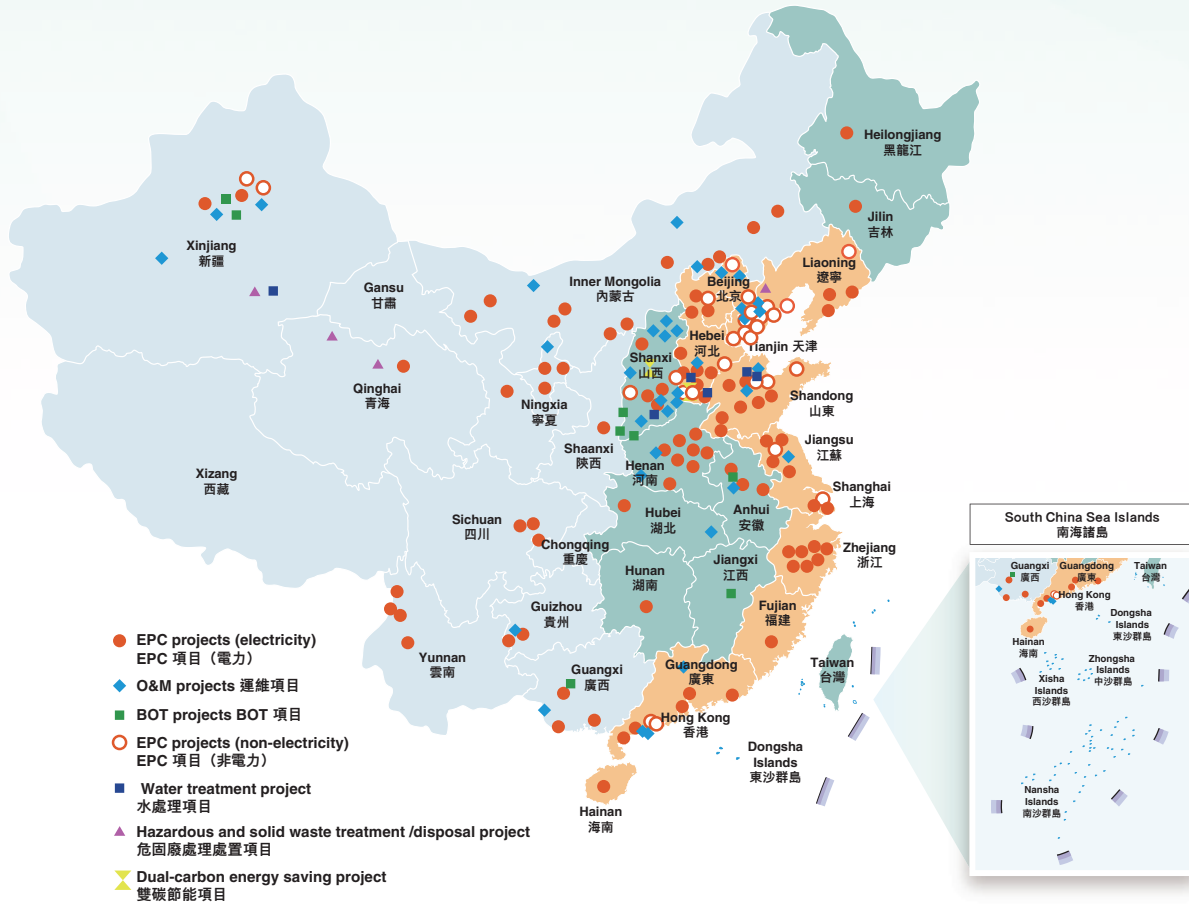 Heilongjiang
黑龍江
Jilin
吉林
Liaoning
遼寧
Xinjiang
新疆
Gansu
甘肅
Inner Mongolia
內蒙古
Beijing
北京
Tianjin 天津
Hebei
河北
Shanxi
山西
Qinghai
青海
Ningxia
寧夏
Shandong
山東
Shaanxi
陝西
Jiangsu
江蘇
Henan
河南
Xizang
西藏
Shanghai
上海
Sichuan
四川
Chongqing
重慶
Hubei
湖北
Anhui
安徽
Zhejiang
浙江
Hunan
湖南
Jiangxi
江西
Guizhou
貴州
Fujian
福建
Yunnan
雲南
Guangxi
廣西
Guangdong
廣東
Taiwan
台灣
Hong Kong
香港
Dongsha
Islands
東沙群島
Hainan
海南
EPC projects (electricity)
EPC 項目（電力）
O&M projects 運維項目
BOT projects BOT 項目
EPC projects (non-electricity)
EPC 項目（非電力）
Water treatment project
水處理項目
Hazardous and solid waste treatment /disposal project
危固廢處理處置項目
Dual-carbon energy saving project
雙碳節能項目
South China Sea Islands
南海諸島
Guangxi
廣西
Guangdong
廣東
Taiwan
台灣
Hong Kong
香港
Dongsha
Islands
東沙群島
Hainan
海南
Zhongsha
Islands
中沙群島
Xisha
Islands
西沙群島
Nansha
Islands
南沙群島